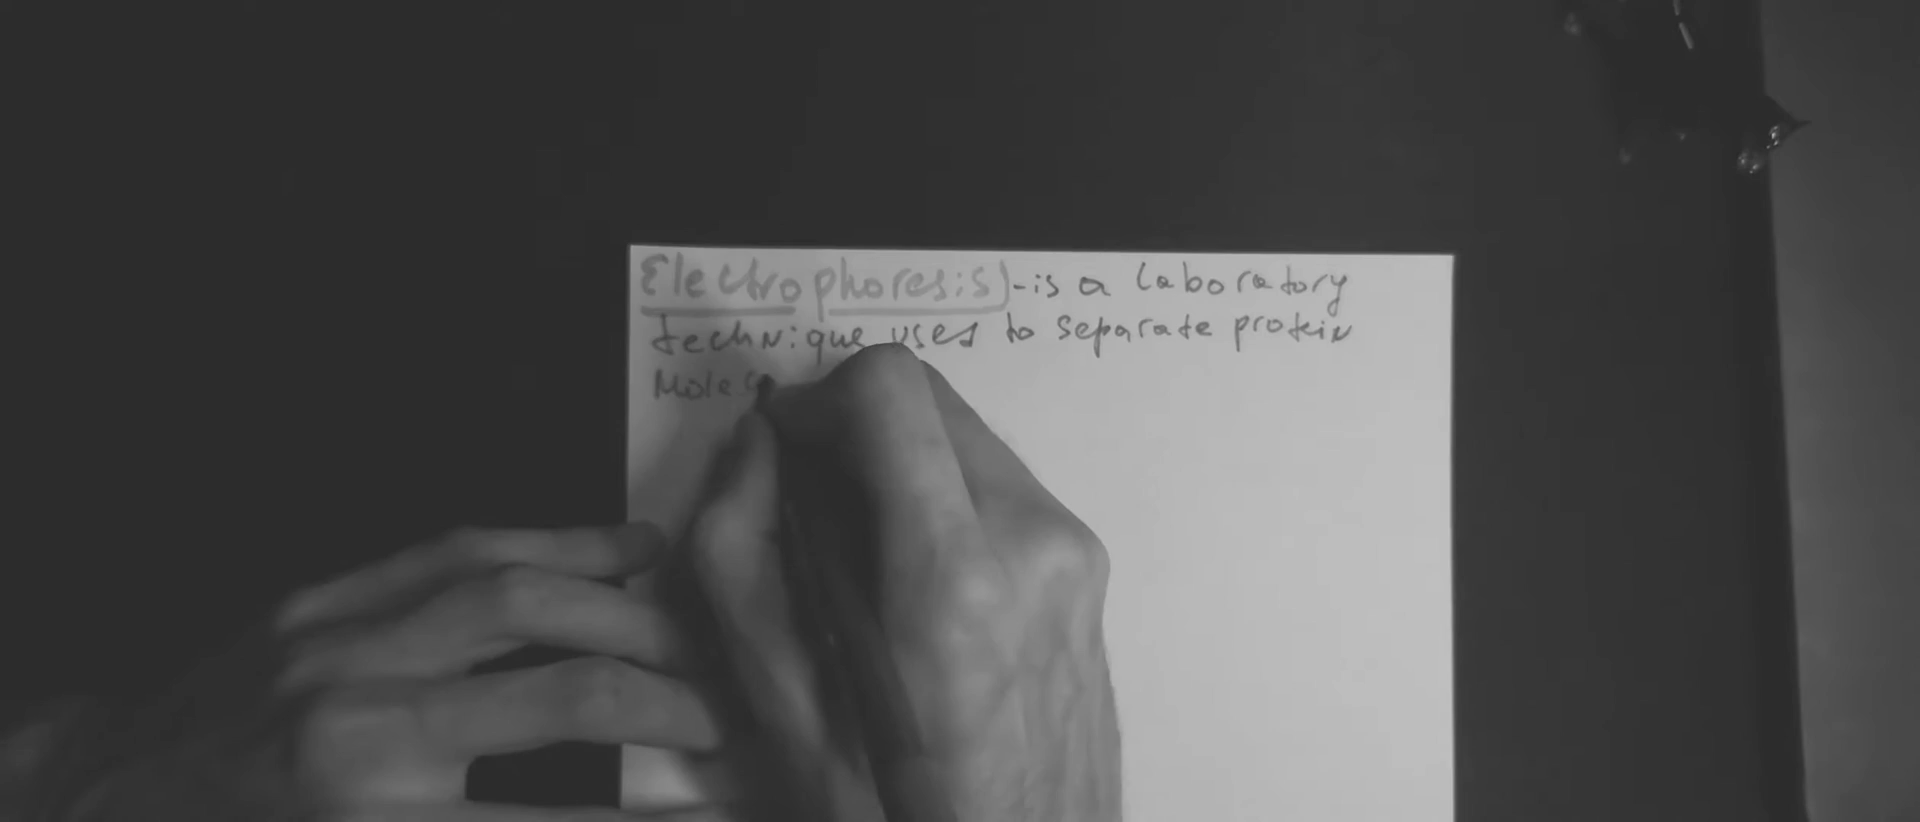 Electrophoresis)-is a laboratory
technique uses to separate protein